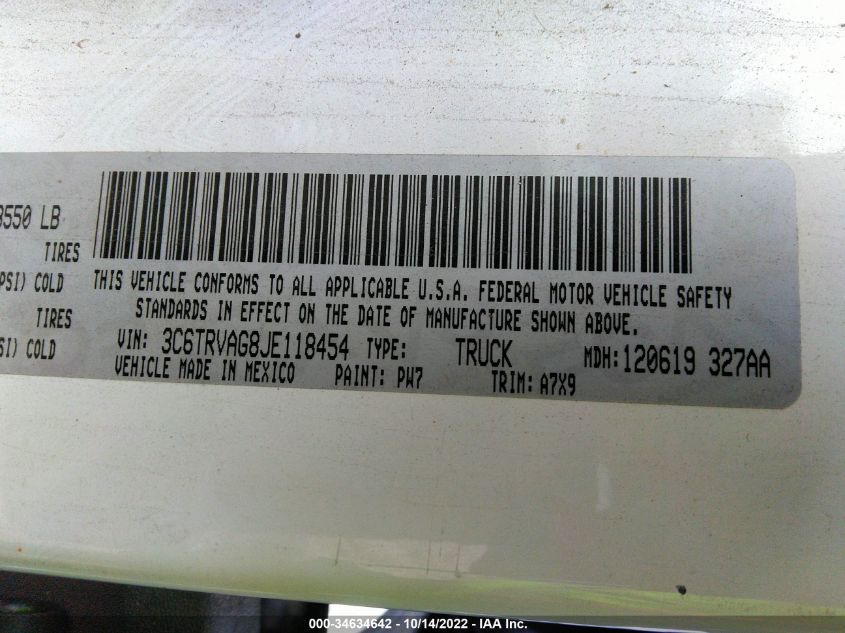 8550 LB
TIRES
PSI) COLD
TIRES
SI) COLD
THIS VEHICLE CONFORMS TO ALL APPLICABLE U.S.A. FEDERAL MOTOR VEHICLE SAFETY
STANDARDS IN EFFECT ON THE DATE OF MANUFACTURE SHOWN ABOVE.
VIN: 3C6TRVAG8JE118454 TYPE: TRUCK MDH: 120619 327AA
VEHICLE MADE IN MEXICO PAINT: PW7 TRIM: A7X9
000-34634642 - 10/14/2022 - IAA Inc.